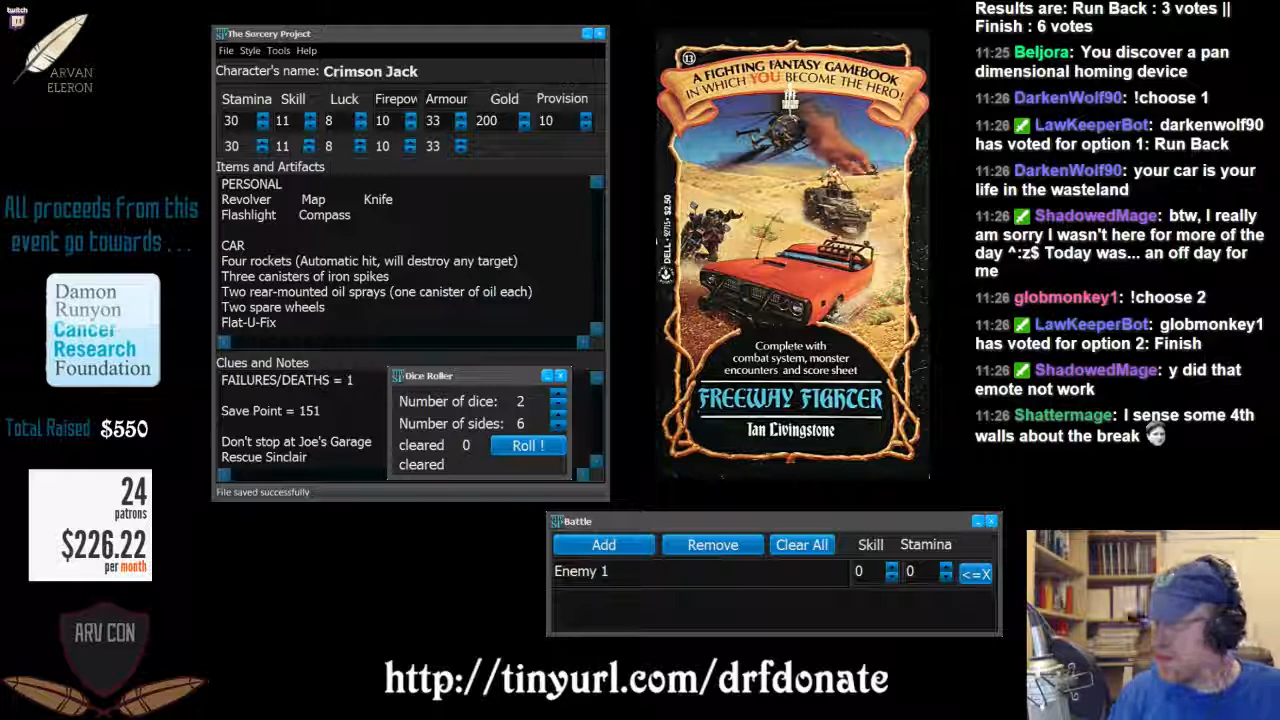 twitch
ARVAN
ELERON
All proceeds from this
event go towards . . .
Damon
Runyon
Cancer
Research
Foundation
Total Raised $550
24
patrons
$226.22
per month
ARV CON
The Sorcery Project
File Style Tools Help
Character's name: Crimson Jack
Stamina Skill Luck Firepow Armour Gold Provision
30 11 8 10 33 200 10
30 11 8 10 33
Items and Artifacts
PERSONAL
Revolver Map Knife
Flashlight Compass
CAR
Four rockets (Automatic hit, will destroy any target)
Three canisters of iron spikes
Two rear-mounted oil sprays (one canister of oil each)
Two spare wheels
Flat-U-Fix
Clues and Notes
FAILURES/DEATHS = 1
Save Point = 151
Don't stop at Joe's Garage
Rescue Sinclair
File saved successfully
Dice Roller
Number of dice: 2
Number of sides: 6
cleared 0 Roll !
cleared
13
A FIGHTING FANTASY GAMEBOOK
IN WHICH YOU BECOME THE HERO!
DELL • 92715 • $2.50
Complete with
combat system, monster
encounters and score sheet
FREEWAY FIGHTER
Ian Livingstone
Battle
Add Remove Clear All Skill Stamina
Enemy 1 0 0 <=X
http://tinyurl.com/drfdonate
Results are: Run Back : 3 votes ||
Finish : 6 votes
11:25 Beljora: You discover a pan
dimensional homing device
11:26 DarkenWolf90: !choose 1
11:26 LawKeeperBot: darkenwolf90
has voted for option 1: Run Back
11:26 DarkenWolf90: your car is your
life in the wasteland
11:26 ShadowedMage: btw, I really
am sorry I wasn't here for more of the
day ^:z$ Today was... an off day for
me
11:26 globmonkey1: !choose 2
11:26 LawKeeperBot: globmonkey1
has voted for option 2: Finish
11:26 ShadowedMage: y did that
emote not work
11:26 Shattermage: I sense some 4th
walls about the break